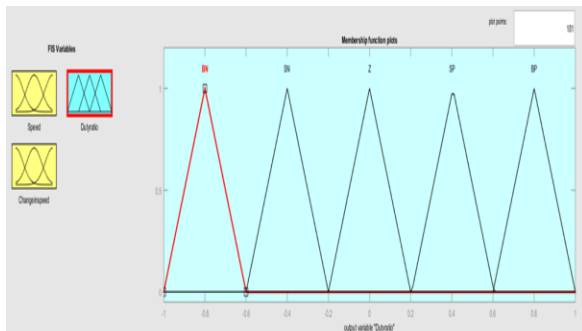 plot points:
181
FIS Variables
Membership function plots
BN SN Z SP BP
Speed
Dutyratio
Changeinspeed
1
0.5
0
-1 -0.8 -0.6 -0.4 -0.2 0 0.2 0.4 0.6 0.8 1
output variable "Dutyratio"